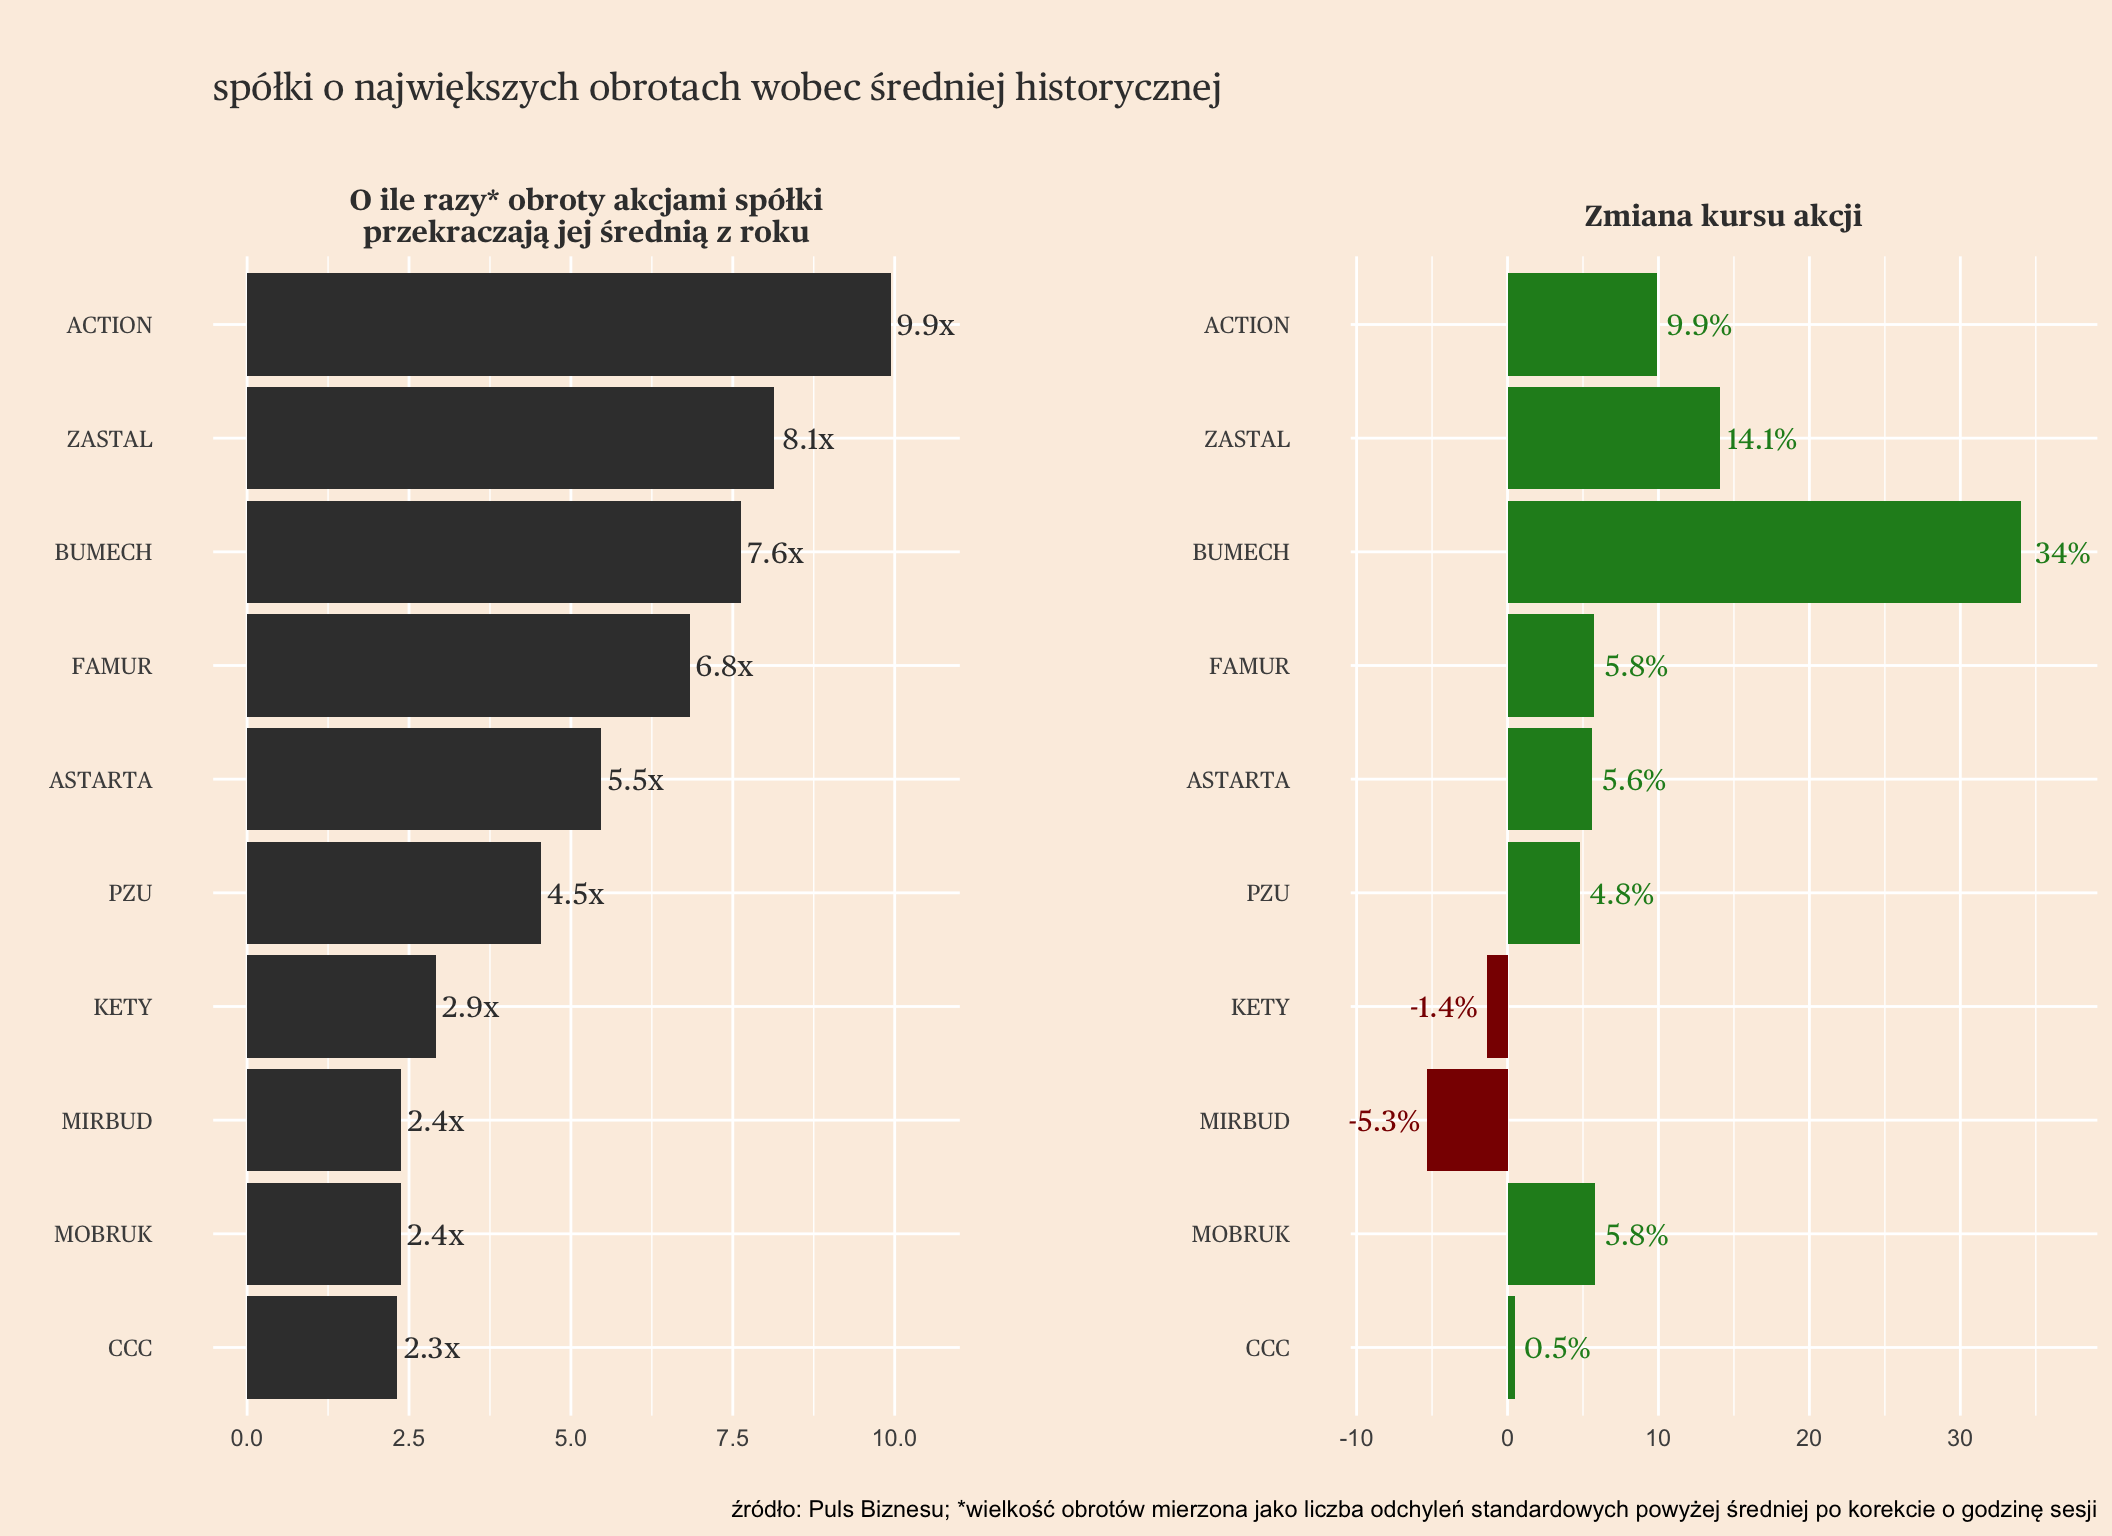 spółki o największych obrotach wobec średniej historycznej
O ile razy* obroty akcjami spółki
przekraczają jej średnią z roku
ACTION
9.9x
ZASTAL
8.1x
BUMECH
7.6x
FAMUR
6.8x
ASTARTA
5.5x
PZU
4.5x
KETY
2.9x
MIRBUD
2.4x
MOBRUK
2.4x
CCC
2.3x
0.0 2.5 5.0 7.5 10.0
Zmiana kursu akcji
ACTION
9.9%
ZASTAL
14.1%
BUMECH
34%
FAMUR
5.8%
ASTARTA
5.6%
PZU
4.8%
KETY
-1.4%
MIRBUD
-5.3%
MOBRUK
5.8%
CCC
0.5%
-10 0 10 20 30
źródło: Puls Biznesu; *wielkość obrotów mierzona jako liczba odchyleń standardowych powyżej średniej po korekcie o godzinę sesji